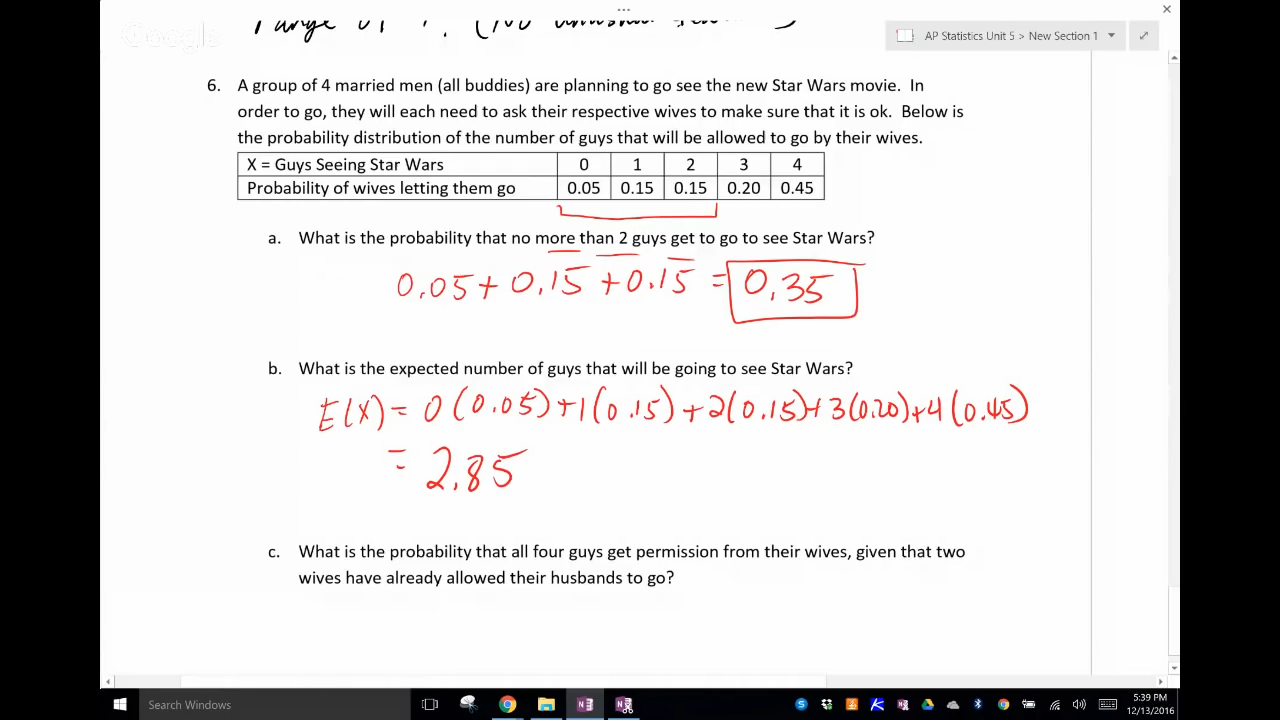 Google
range of
AP Statistics Unit 5 > New Section 1
6. A group of 4 married men (all buddies) are planning to go see the new Star Wars movie. In
order to go, they will each need to ask their respective wives to make sure that it is ok. Below is
the probability distribution of the number of guys that will be allowed to go by their wives.
X = Guys Seeing Star Wars 0 1 2 3 4
Probability of wives letting them go 0.05 0.15 0.15 0.20 0.45
a. What is the probability that no more than 2 guys get to go to see Star Wars?
0.05 + 0.15 + 0.15 = 0.35
b. What is the expected number of guys that will be going to see Star Wars?
E(X) = 0(0.05) + 1(0.15) + 2(0.15) + 3(0.20) + 4(0.45)
= 2.85
c. What is the probability that all four guys get permission from their wives, given that two
wives have already allowed their husbands to go?
Search Windows
5:39 PM
12/13/2016